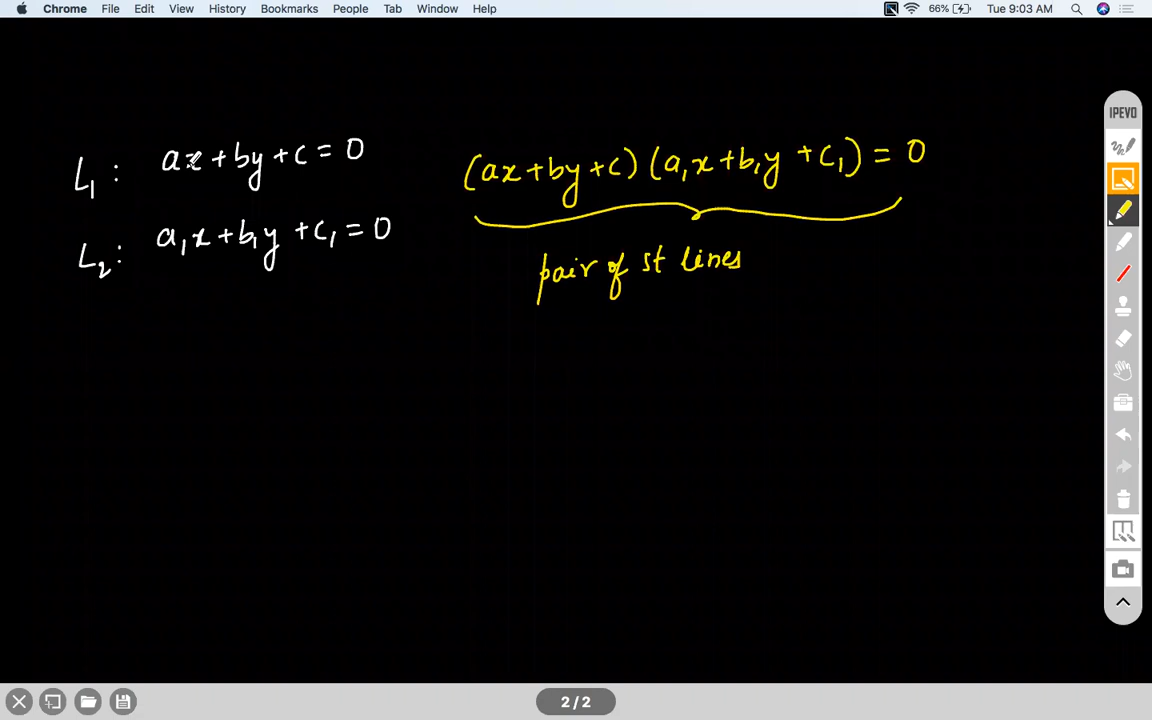 Chrome File Edit View History Bookmarks People Tab Window Help 66% Tue 9:03 AM
IPEVO
L₁: ax + by + c = 0
(ax + by + c) (a₁x + b₁y + c₁) = 0
L₂: a₁x + b₁y + c₁ = 0
pair of st lines
2 / 2